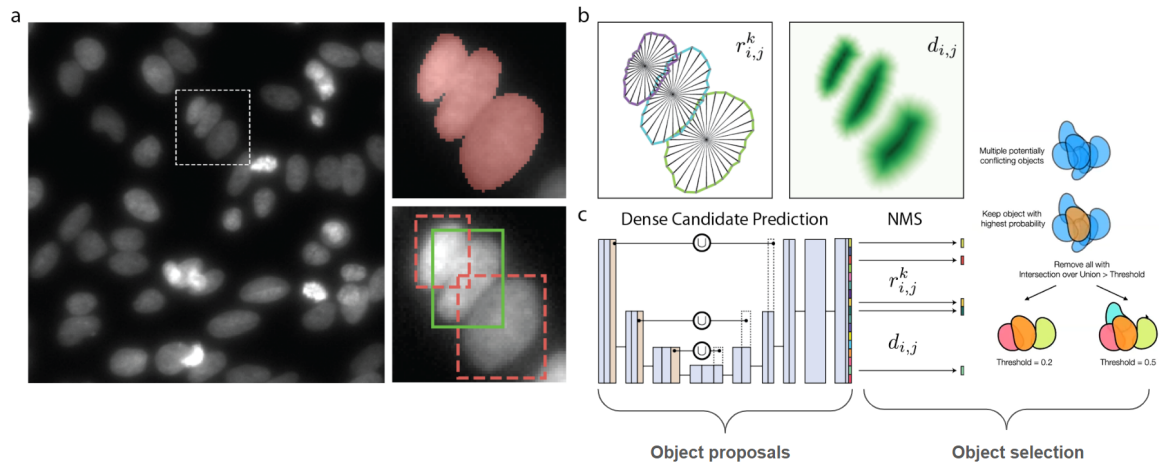 a
b
r^k_{i,j}
d_{i,j}
Multiple potentially
conflicting objects
Keep object with
highest probability
Remove all with
Intersection over Union > Threshold
Threshold = 0.2
Threshold = 0.5
c
Dense Candidate Prediction
NMS
U
U
U
r^k_{i,j}
d_{i,j}
Object proposals
Object selection